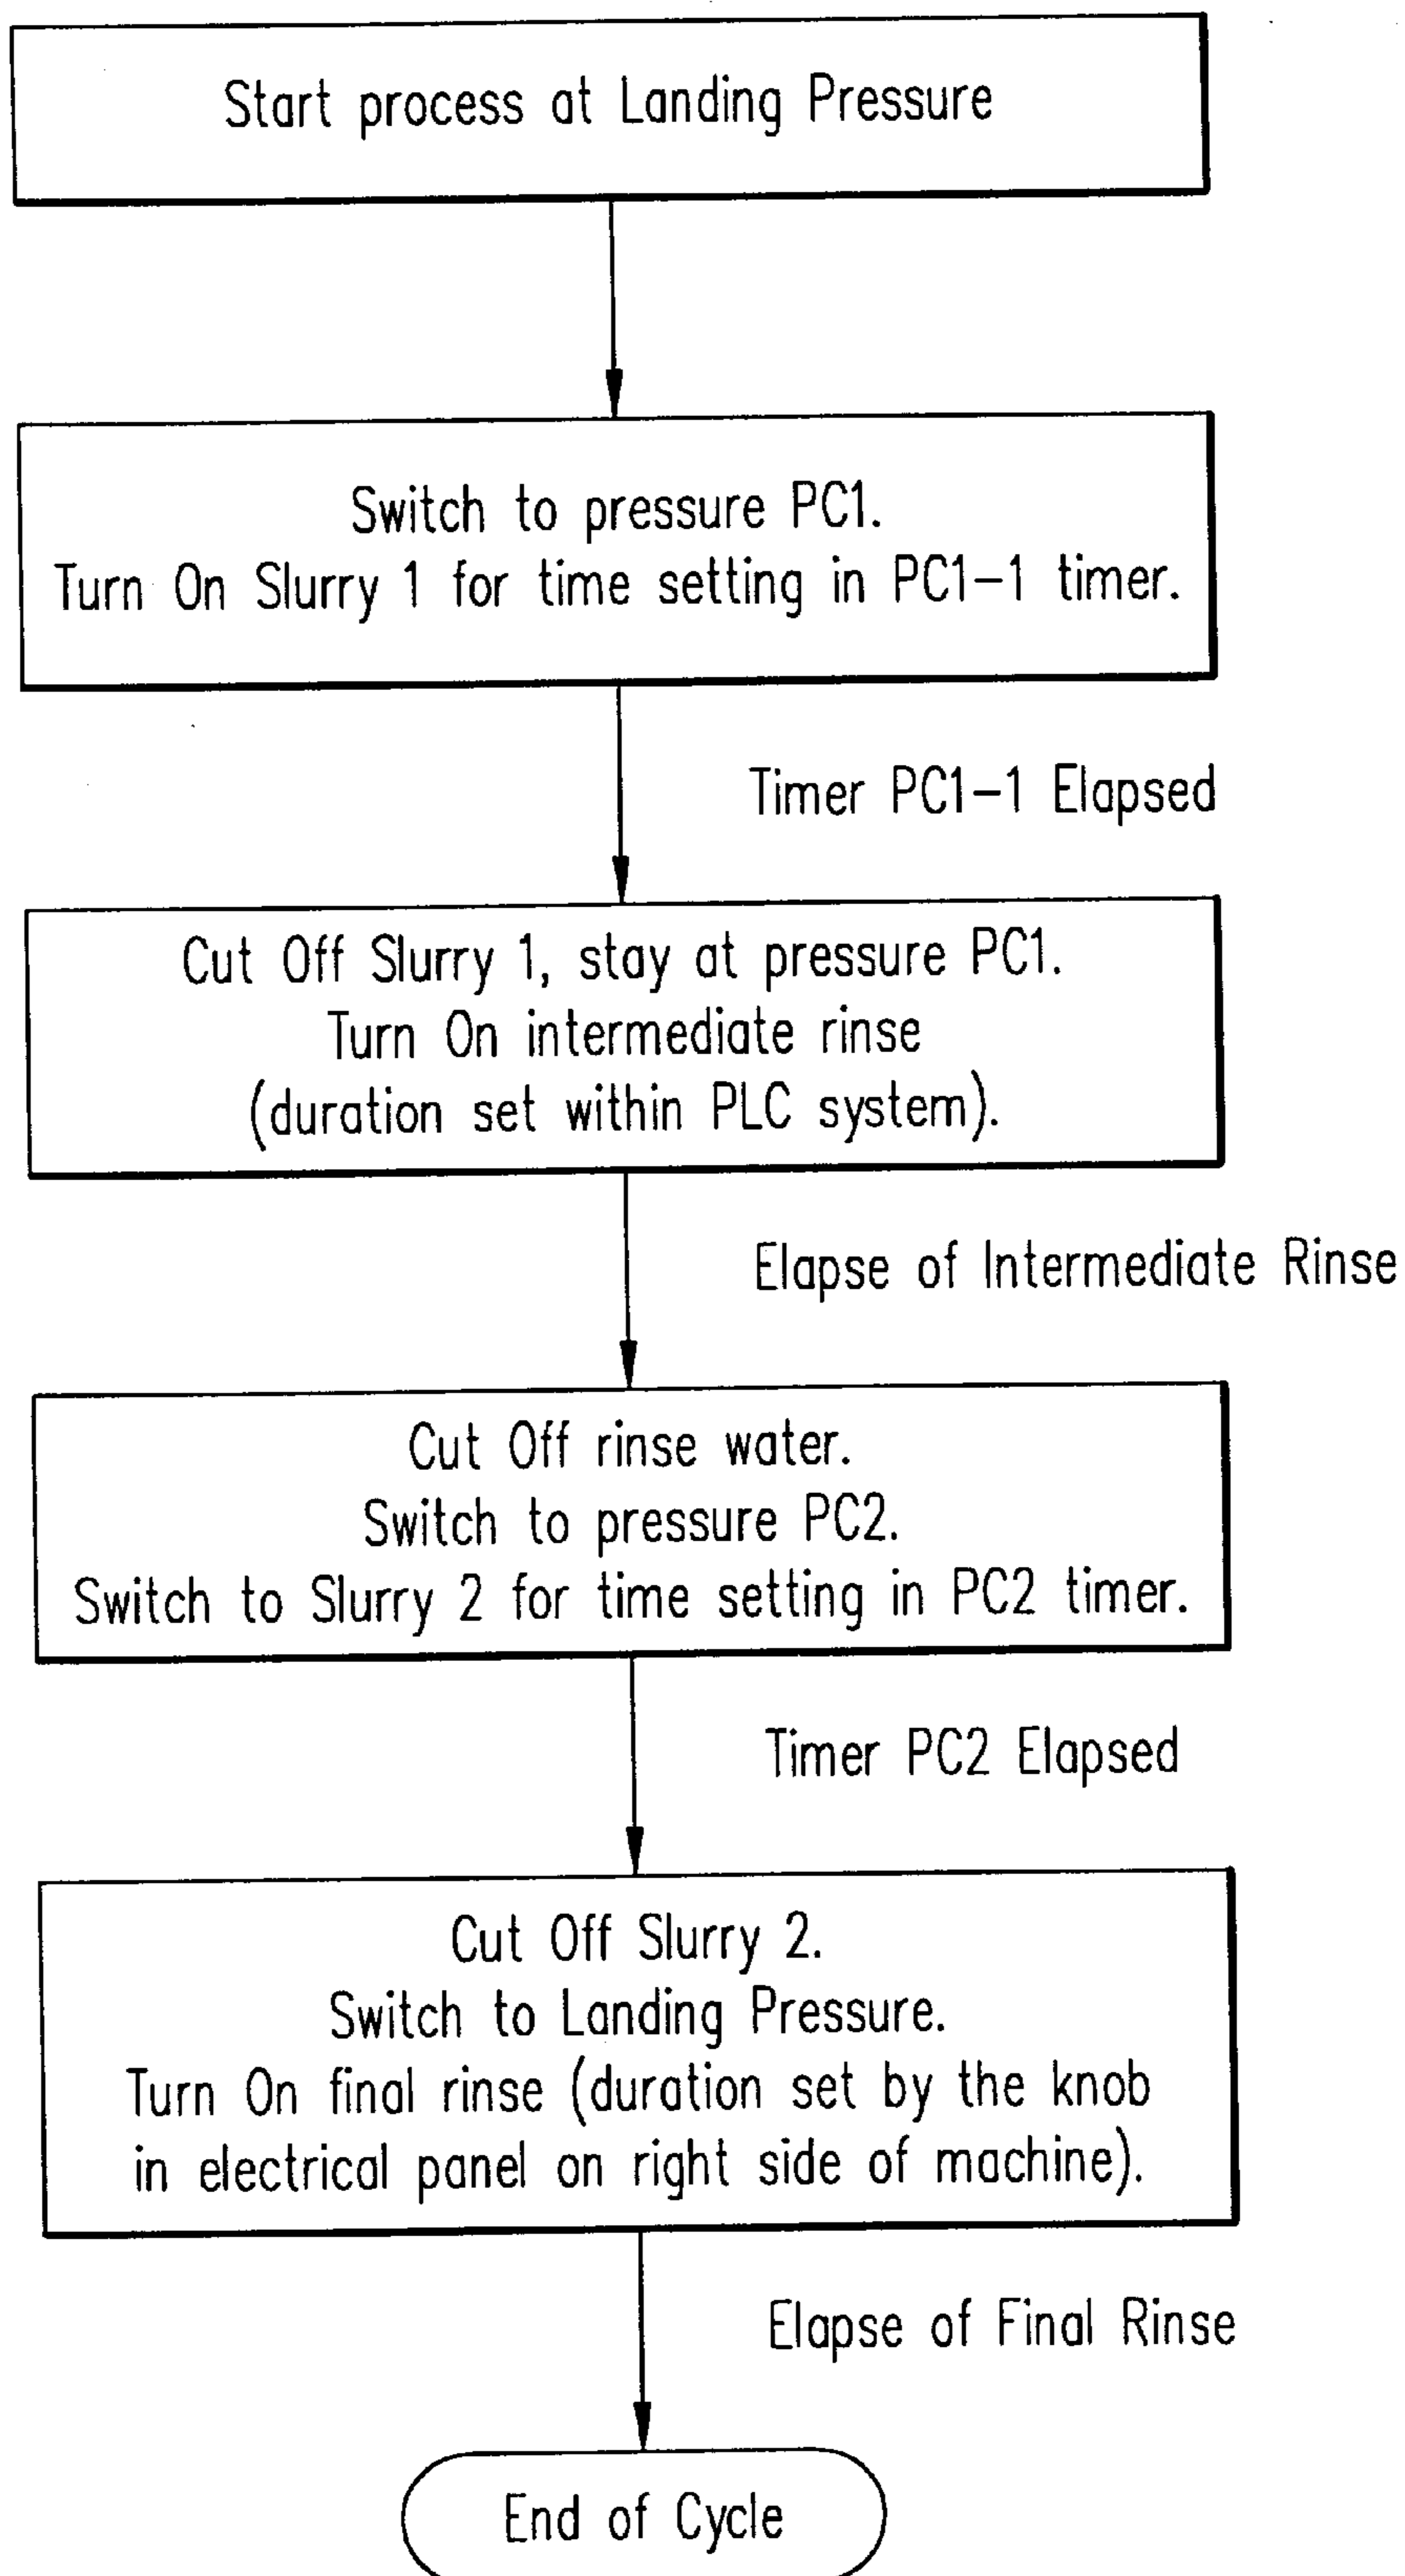 Start process at Landing Pressure
Switch to pressure PC1.
Turn On Slurry 1 for time setting in PC1-1 timer.
Timer PC1-1 Elapsed
Cut Off Slurry 1, stay at pressure PC1.
Turn On intermediate rinse
(duration set within PLC system).
Elapse of Intermediate Rinse
Cut Off rinse water.
Switch to pressure PC2.
Switch to Slurry 2 for time setting in PC2 timer.
Timer PC2 Elapsed
Cut Off Slurry 2.
Switch to Landing Pressure.
Turn On final rinse (duration set by the knob
in electrical panel on right side of machine).
Elapse of Final Rinse
End of Cycle